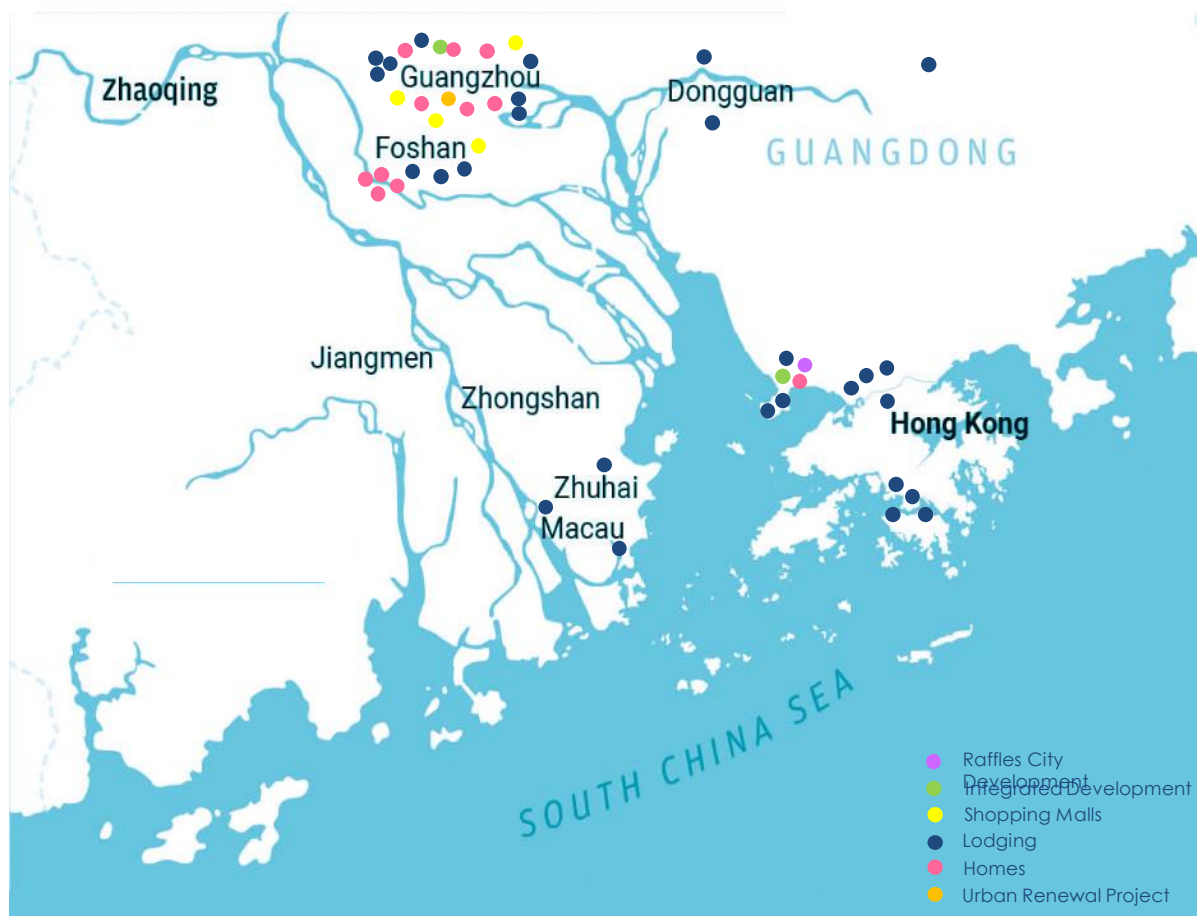 Guangzhou
Zhaoqing
Dongguan
GUANGDONG
Foshan
Jiangmen
Zhongshan
Hong Kong
Zhuhai
Macau
SOUTH CHINA SEA
Raffles City
Development
Integrated Development
Shopping Malls
Lodging
Homes
Urban Renewal Project